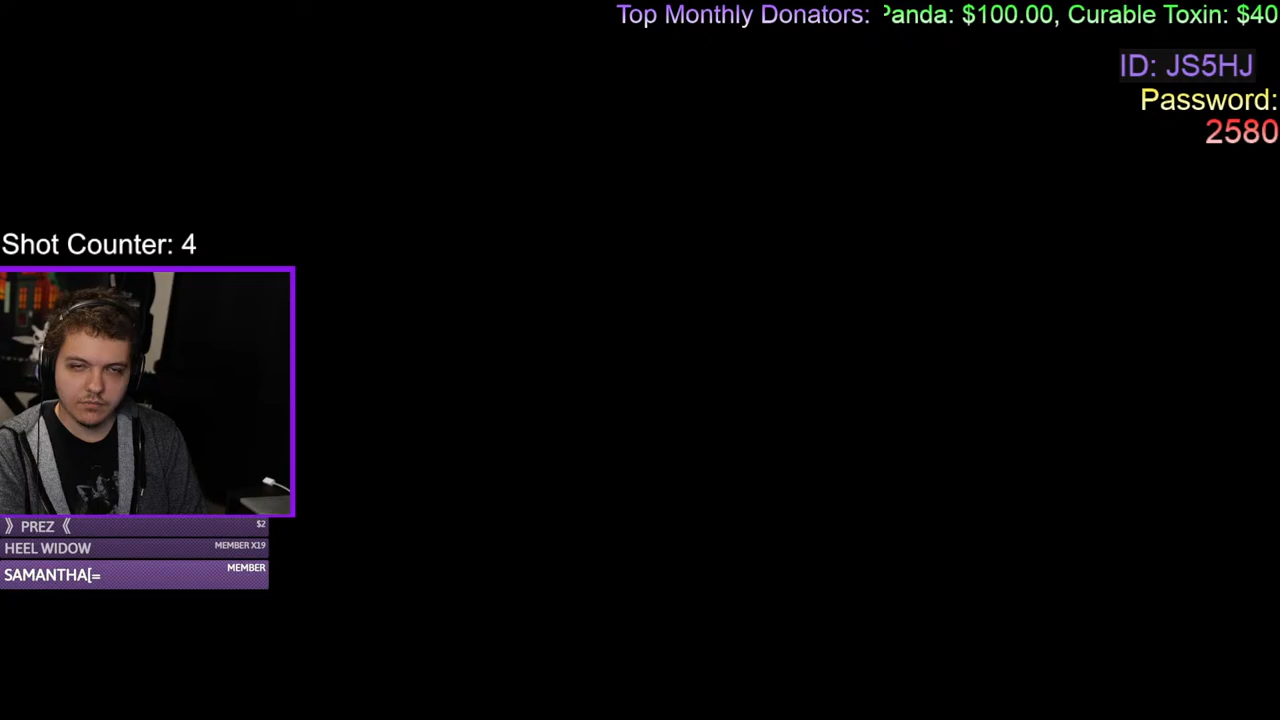 Top Monthly Donators: Panda: $100.00, Curable Toxin: $40
ID: JS5HJ
Password:
2580
Shot Counter: 4
》 PREZ 《 $2
HEEL WIDOW MEMBER X19
SAMANTHA[= MEMBER